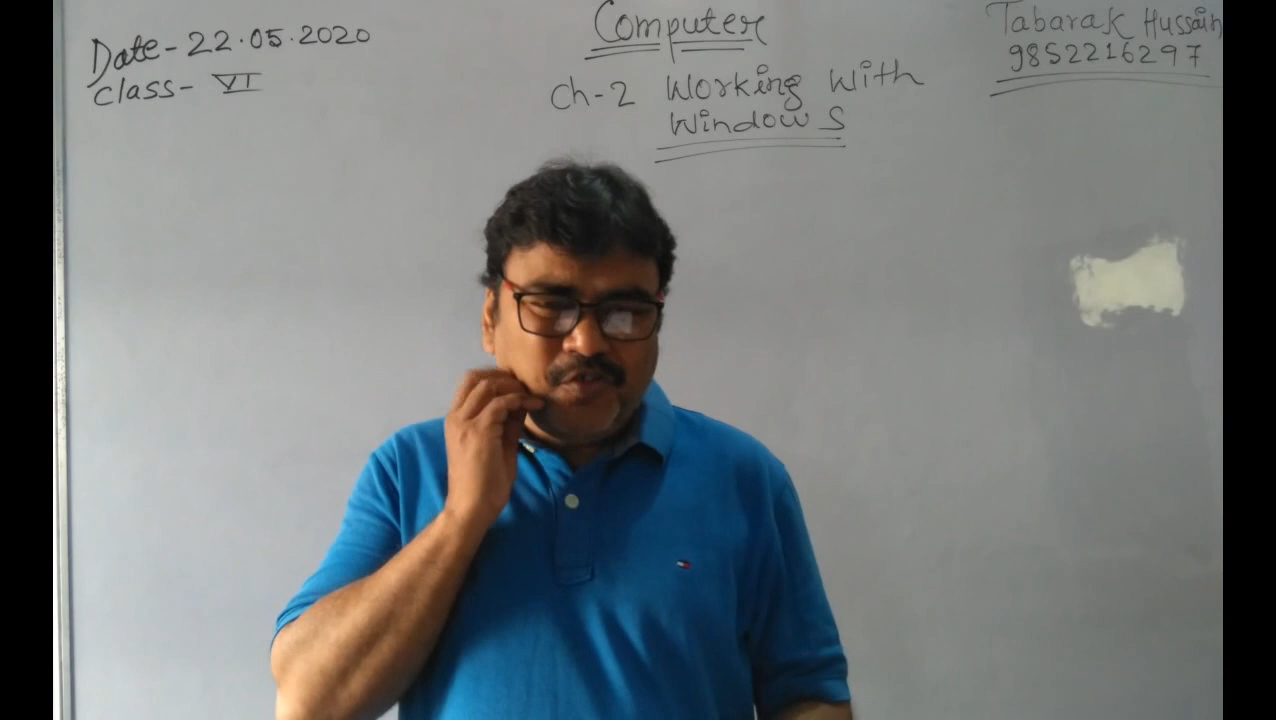 Date-22.05.2020
Class- VI
Computer
Ch-2 Working With
Windows
Tabarak Hussain
9852216297